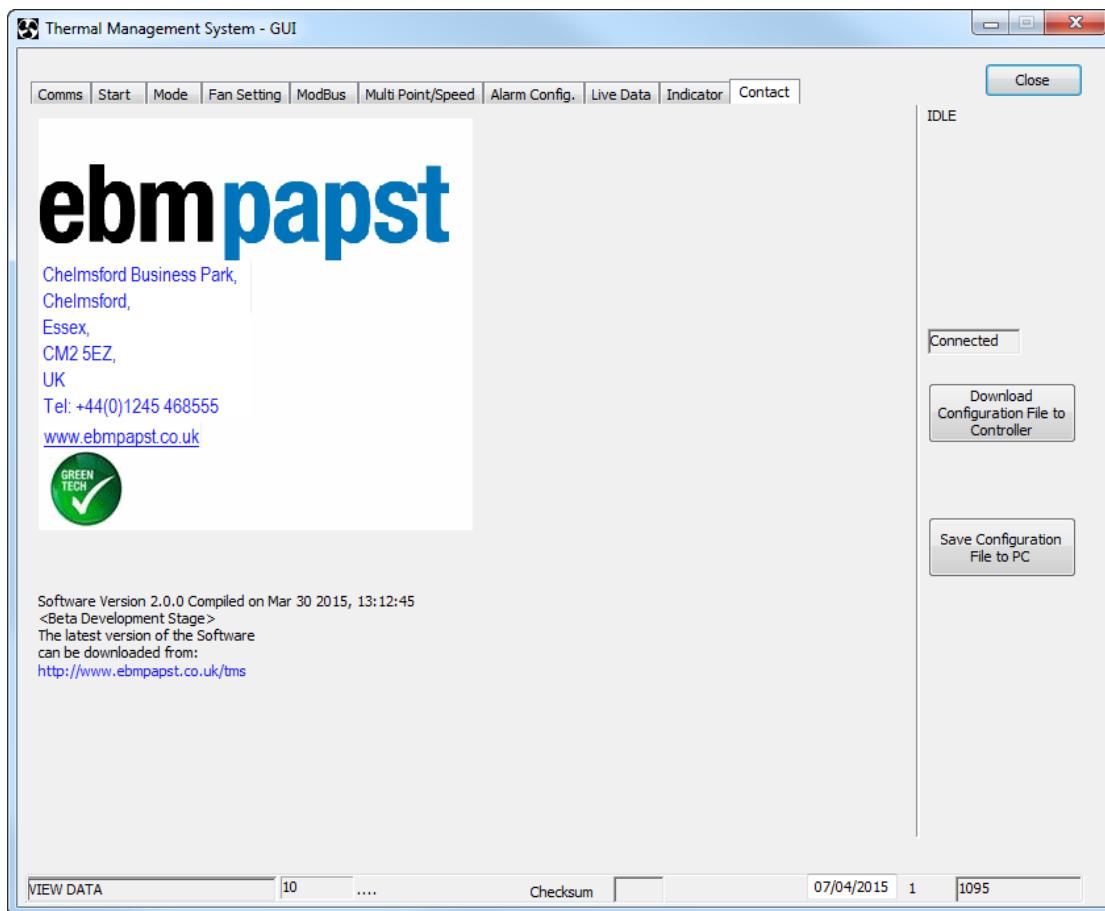 Thermal Management System - GUI
Close
Comms Start Mode Fan Setting ModBus Multi Point/Speed Alarm Config. Live Data Indicator Contact
IDLE
ebmpapst
Chelmsford Business Park,
Chelmsford,
Essex,
CM2 5EZ,
UK
Tel: +44(0)1245 468555
www.ebmpapst.co.uk
GREEN
TECH
Connected
Download
Configuration File to
Controller
Save Configuration
File to PC
Software Version 2.0.0 Compiled on Mar 30 2015, 13:12:45
<Beta Development Stage>
The latest version of the Software
can be downloaded from:
http://www.ebmpapst.co.uk/tms
VIEW DATA 10 .... Checksum 07/04/2015 1 1095